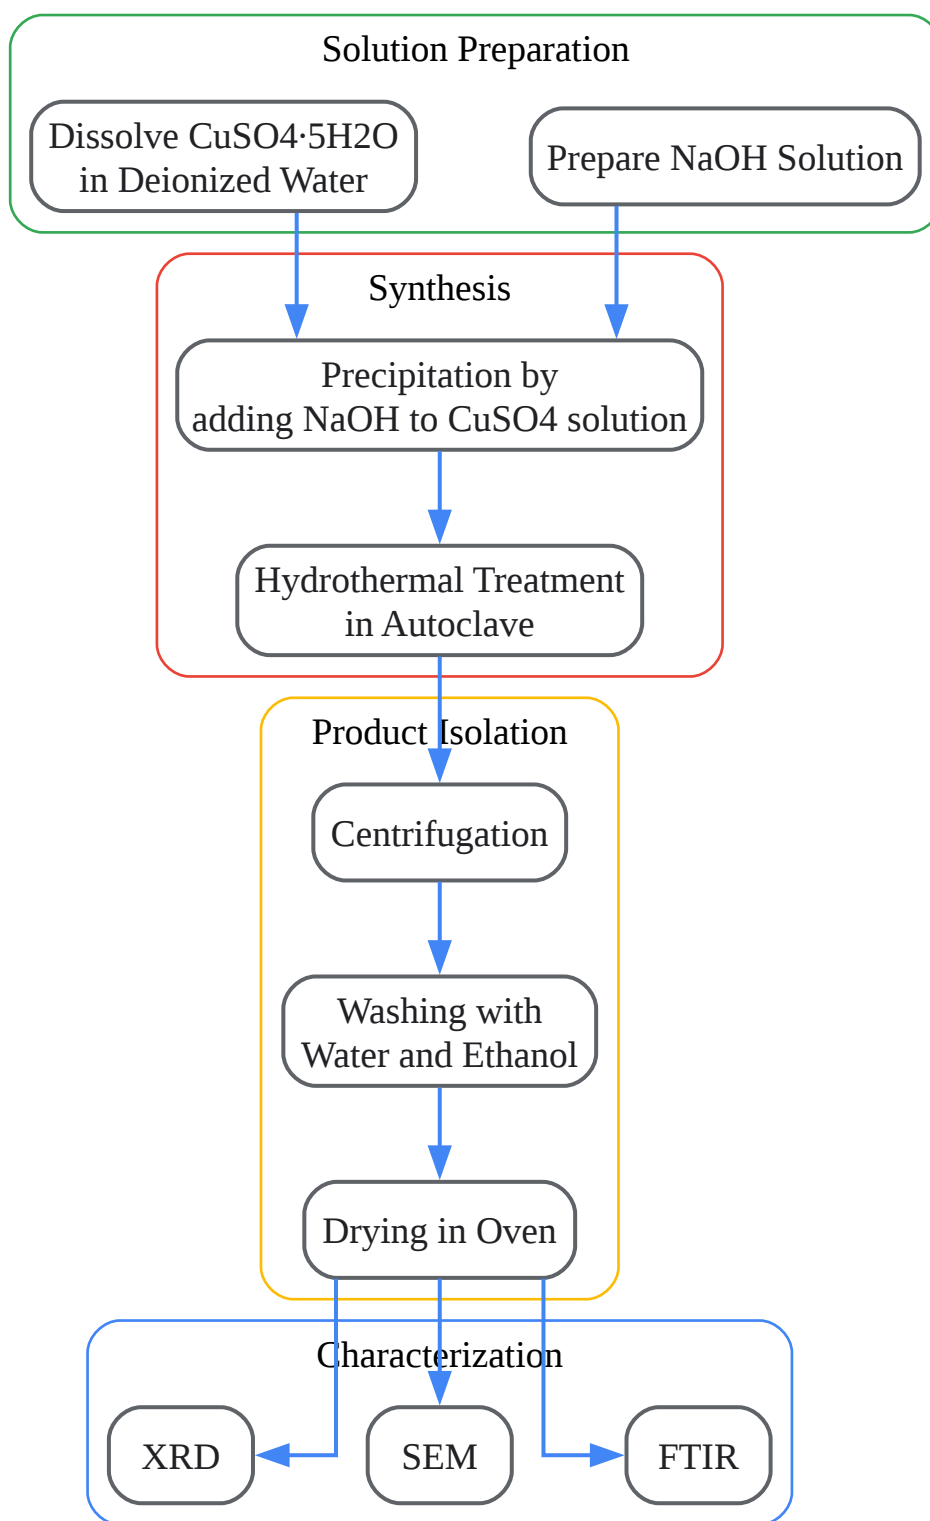 Solution Preparation
Dissolve CuSO4·5H2O
in Deionized Water
Prepare NaOH Solution
Synthesis
Precipitation by
adding NaOH to CuSO4 solution
Hydrothermal Treatment
in Autoclave
Product Isolation
Centrifugation
Washing with
Water and Ethanol
Drying in Oven
Characterization
XRD
SEM
FTIR